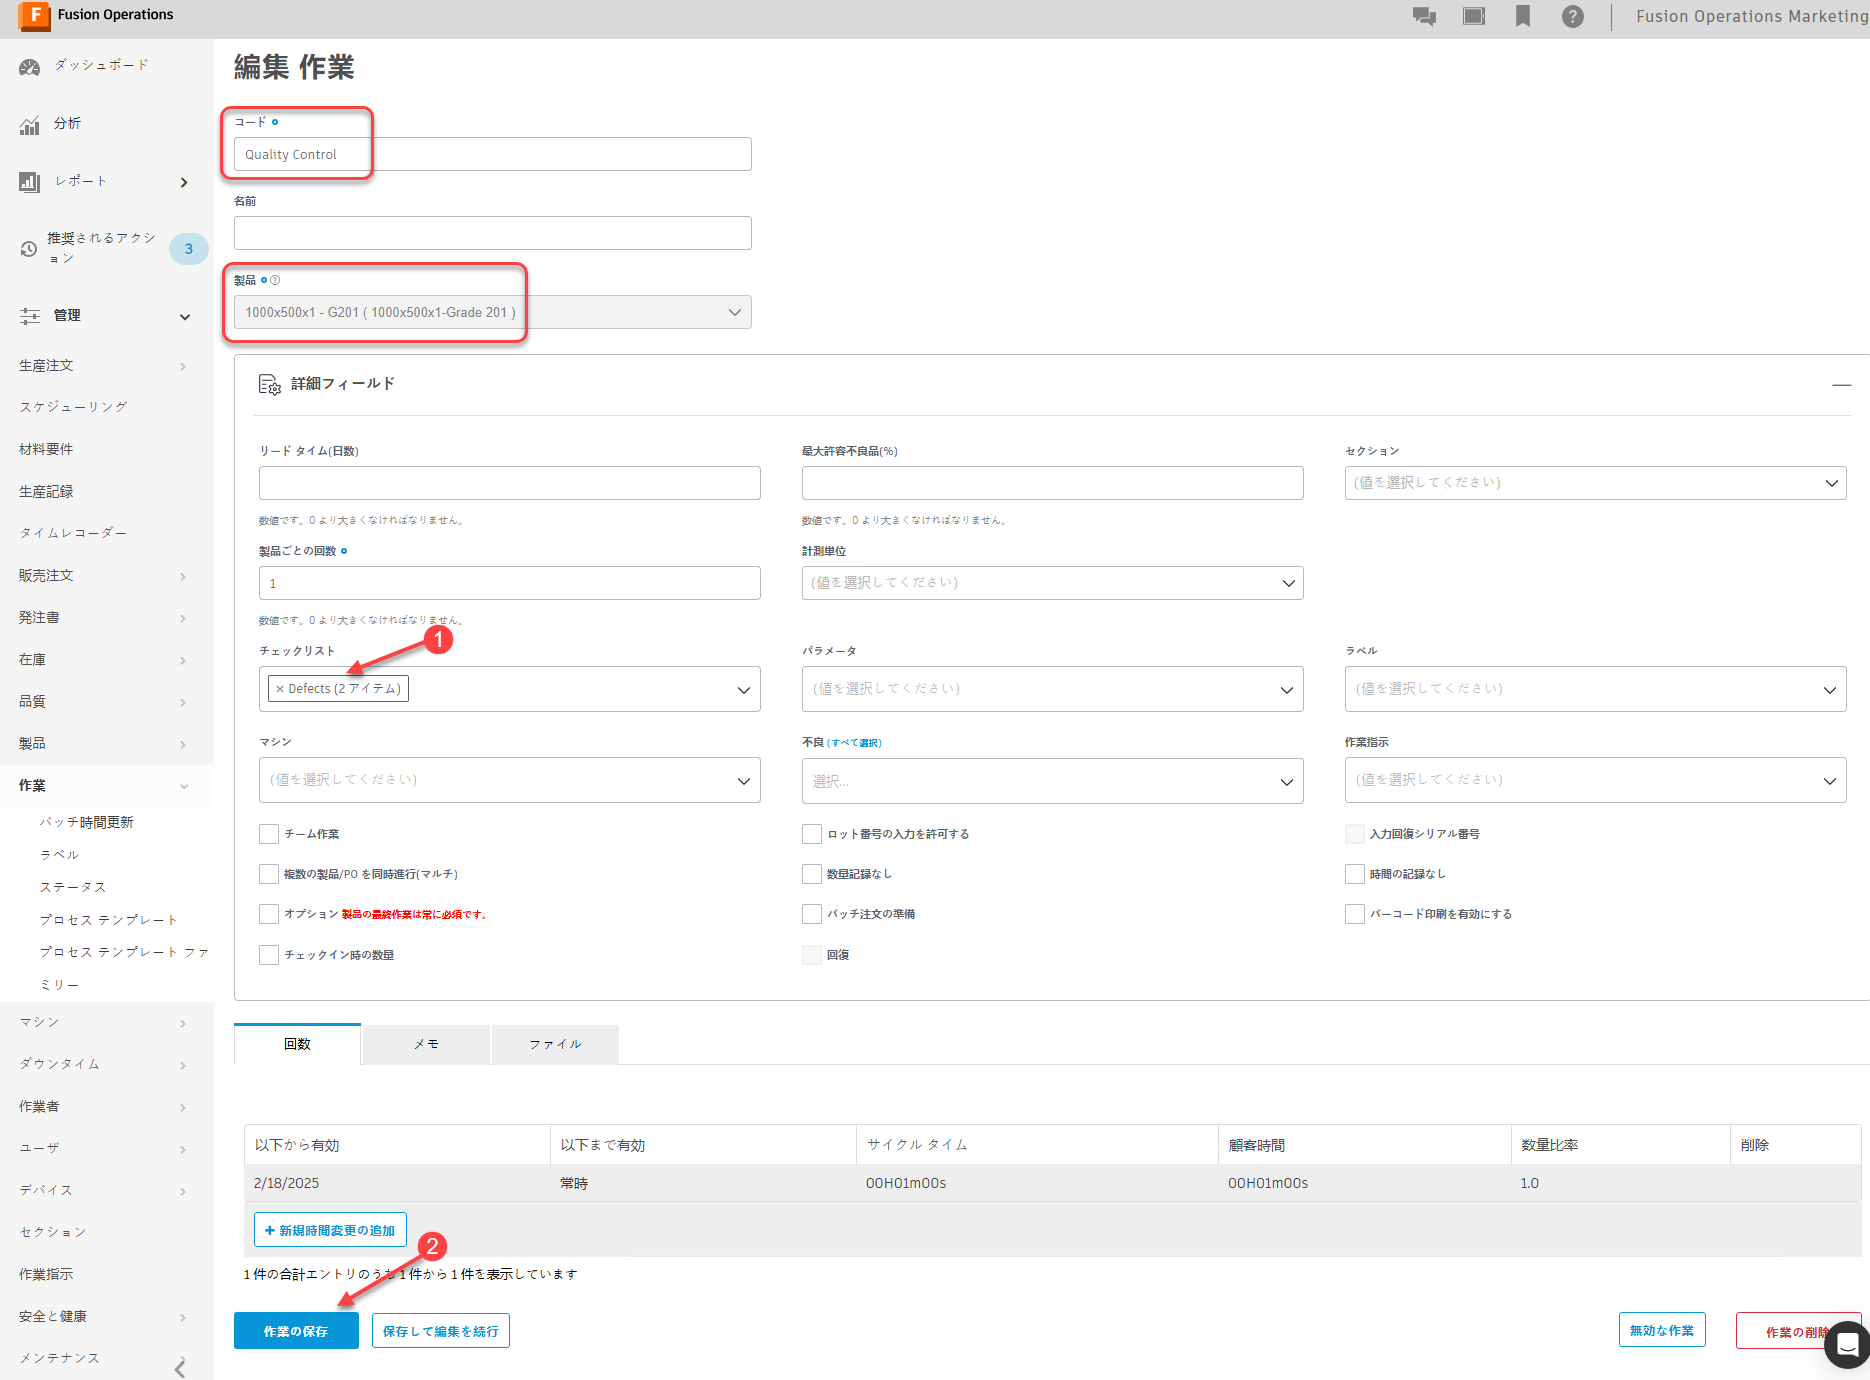 F Fusion Operations
? Fusion Operations Marketing
ダッシュボード
分析
レポート
推奨されるアクシ
ョン
3
管理
生産注文
スケジューリング
材料要件
生産記録
タイムレコーダー
販売注文
発注書
在庫
品質
製品
作業
バッチ時間更新
ラベル
ステータス
プロセス テンプレート
プロセス テンプレート ファ
ミリー
マシン
ダウンタイム
作業者
ユーザ
デバイス
セクション
作業指示
安全と健康
メンテナンス
編集 作業
コード
Quality Control
名前
製品 ?
1000x500x1 - G201 ( 1000x500x1-Grade 201 )
詳細フィールド
リード タイム(日数)
最大許容不良品(%)
セクション
(値を選択してください)
数値です。0 より大きくなければなりません。
数値です。0 より大きくなければなりません。
製品ごとの回数
計測単位
1
(値を選択してください)
数値です。0 より大きくなければなりません。
1
チェックリスト
パラメータ
ラベル
× Defects (2 アイテム)
(値を選択してください)
(値を選択してください)
マシン
不良 (すべて選択)
作業指示
(値を選択してください)
選択...
(値を選択してください)
チーム作業
ロット番号の入力を許可する
入力回復シリアル番号
複数の製品/PO を同時進行(マルチ)
数量記録なし
時間の記録なし
オプション 製品の最終作業は常に必須です。
バッチ注文の準備
バーコード印刷を有効にする
チェックイン時の数量
回復
回数
メモ
ファイル
以下から有効
以下まで有効
サイクル タイム
顧客時間
数量比率
削除
2/18/2025
常時
00H01m00s
00H01m00s
1.0
+ 新規時間変更の追加
2
1 件の合計エントリのうち 1 件から 1 件を表示しています
作業の保存
保存して編集を続行
無効な作業
作業の削除